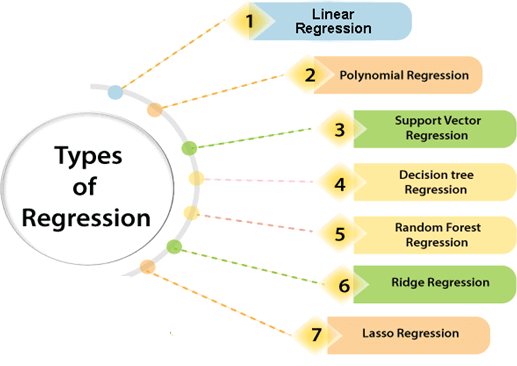 Types
of
Regression
1
Linear
Regression
2
Polynomial Regression
3
Support Vector
Regression
4
Decision tree
Regression
5
Random Forest
Regression
6
Ridge Regression
7
Lasso Regression